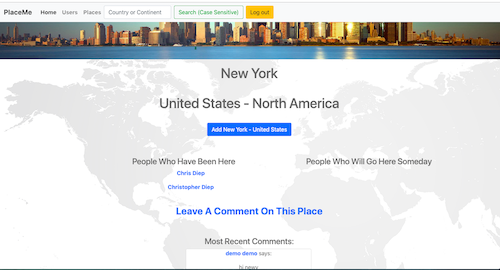 PlaceMe Home Users Places Country or Continent Search (Case Sensitive) Log out
New York
United States - North America
Add New York - United States
People Who Have Been Here People Who Will Go Here Someday
Chris Diep
Christopher Diep
Leave A Comment On This Place
Most Recent Comments:
demo demo says:
hi newy